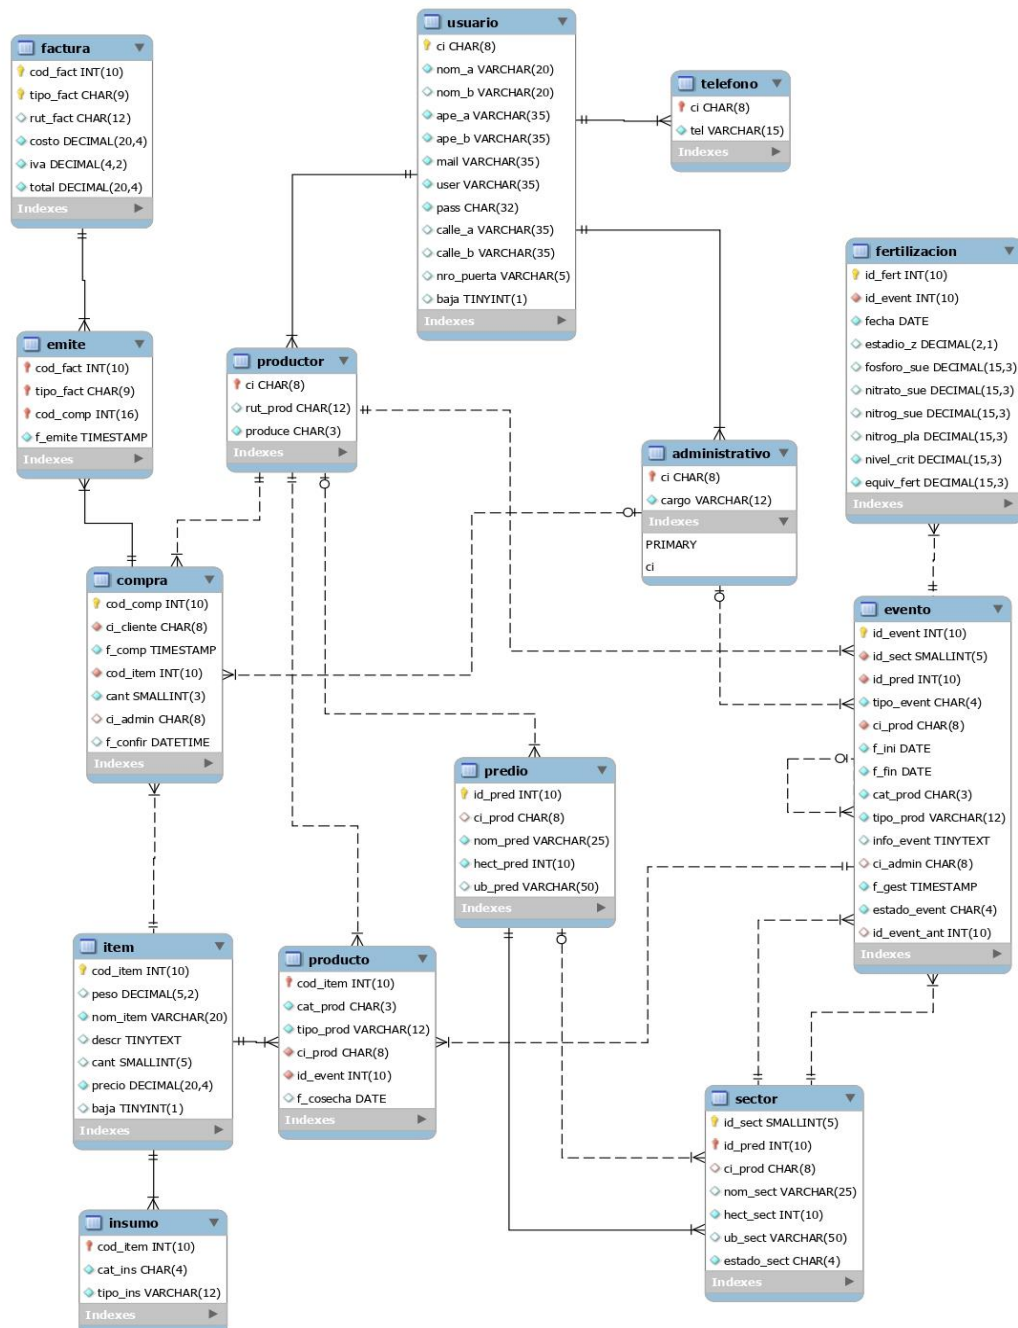 usuario
ci CHAR(8)
nom_a VARCHAR(20)
nom_b VARCHAR(20)
ape_a VARCHAR(35)
ape_b VARCHAR(35)
mail VARCHAR(35)
user VARCHAR(35)
pass CHAR(32)
calle_a VARCHAR(35)
calle_b VARCHAR(35)
nro_puerta VARCHAR(5)
baja TINYINT(1)
Indexes
factura
cod_fact INT(10)
tipo_fact CHAR(9)
rut_fact CHAR(12)
costo DECIMAL(20,4)
iva DECIMAL(4,2)
total DECIMAL(20,4)
Indexes
telefono
ci CHAR(8)
tel VARCHAR(15)
Indexes
fertilizacion
id_fert INT(10)
id_event INT(10)
fecha DATE
estadio_z DECIMAL(2,1)
fosforo_sue DECIMAL(15,3)
nitrato_sue DECIMAL(15,3)
nitrog_sue DECIMAL(15,3)
nitrog_pla DECIMAL(15,3)
nivel_crit DECIMAL(15,3)
equiv_fert DECIMAL(15,3)
Indexes
emite
cod_fact INT(10)
tipo_fact CHAR(9)
cod_comp INT(16)
f_emite TIMESTAMP
Indexes
productor
ci CHAR(8)
rut_prod CHAR(12)
produce CHAR(3)
Indexes
administrativo
ci CHAR(8)
cargo VARCHAR(12)
Indexes
PRIMARY
ci
compra
cod_comp INT(10)
ci_cliente CHAR(8)
f_comp TIMESTAMP
cod_item INT(10)
cant SMALLINT(3)
ci_admin CHAR(8)
f_confir DATETIME
Indexes
evento
id_event INT(10)
id_sect SMALLINT(5)
id_pred INT(10)
tipo_event CHAR(4)
ci_prod CHAR(8)
f_ini DATE
f_fin DATE
cat_prod CHAR(3)
tipo_prod VARCHAR(12)
info_event TINYTEXT
ci_admin CHAR(8)
f_gest TIMESTAMP
estado_event CHAR(4)
id_event_ant INT(10)
Indexes
predio
id_pred INT(10)
ci_prod CHAR(8)
nom_pred VARCHAR(25)
hect_pred INT(10)
ub_pred VARCHAR(50)
Indexes
item
cod_item INT(10)
peso DECIMAL(5,2)
nom_item VARCHAR(20)
descr TINYTEXT
cant SMALLINT(5)
precio DECIMAL(20,4)
baja TINYINT(1)
Indexes
producto
cod_item INT(10)
cat_prod CHAR(3)
tipo_prod VARCHAR(12)
ci_prod CHAR(8)
id_event INT(10)
f_cosecha DATE
Indexes
sector
id_sect SMALLINT(5)
id_pred INT(10)
ci_prod CHAR(8)
nom_sect VARCHAR(25)
hect_sect INT(10)
ub_sect VARCHAR(50)
estado_sect CHAR(4)
Indexes
insumo
cod_item INT(10)
cat_ins CHAR(4)
tipo_ins VARCHAR(12)
Indexes